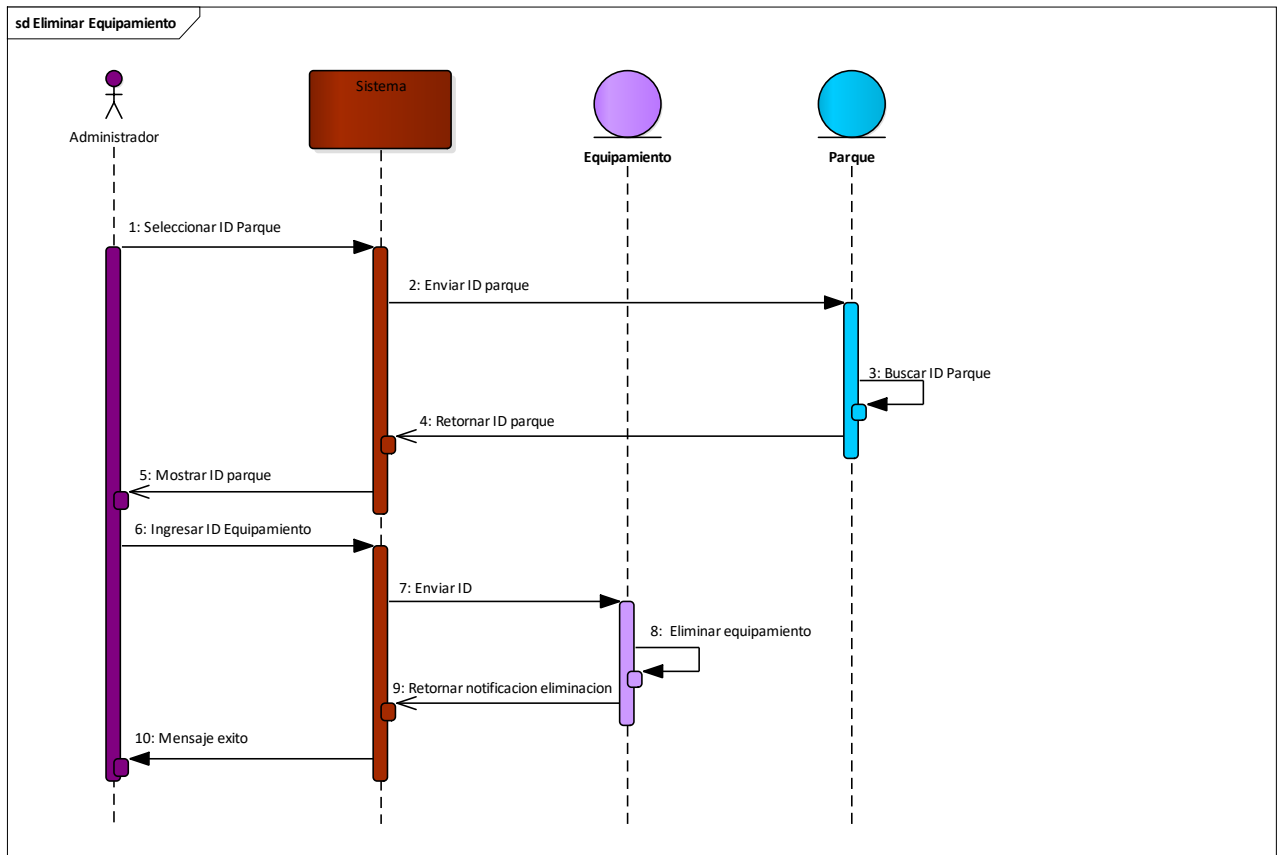 sd Eliminar Equipamiento
Sistema
Administrador
Equipamiento
Parque
1: Seleccionar ID Parque
2: Enviar ID parque
3: Buscar ID Parque
4: Retornar ID parque
5: Mostrar ID parque
6: Ingresar ID Equipamiento
7: Enviar ID
8: Eliminar equipamiento
9: Retornar notificacion eliminacion
10: Mensaje exito